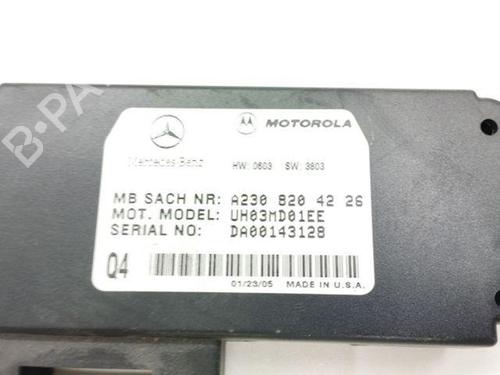 B-PARTS
MOTOROLA
Mercedes-Benz HW: 0603 SW: 3803
MB SACH NR: A230 820 42 26
MOT. MODEL: UH03MD01EE
SERIAL NO: DA00143128
Q4
01/23/05 MADE IN U.S.A.